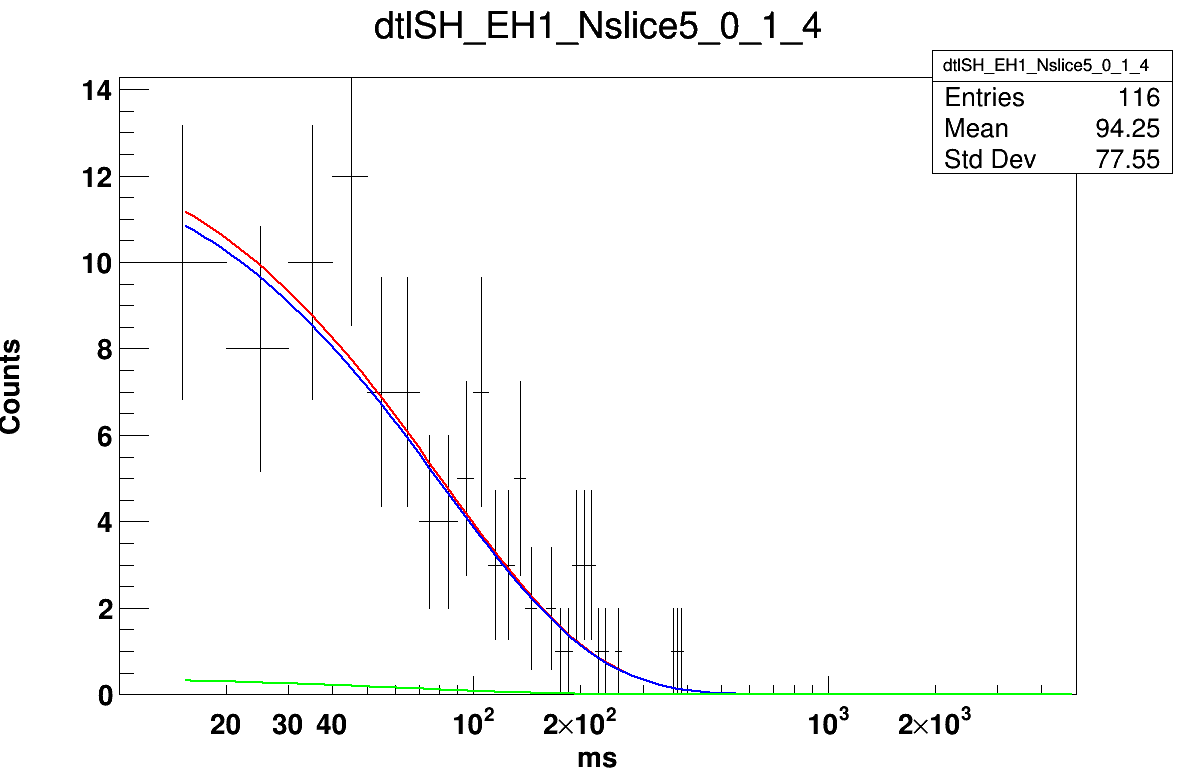 dtISH_EH1_Nslice5_0_1_4
dtISH_EH1_Nslice5_0_1_4
Entries 116
Mean 94.25
Std Dev 77.55
14
12
10
8
6
4
2
0
Counts
20 30 40 10² 2×10² 10³ 2×10³
ms